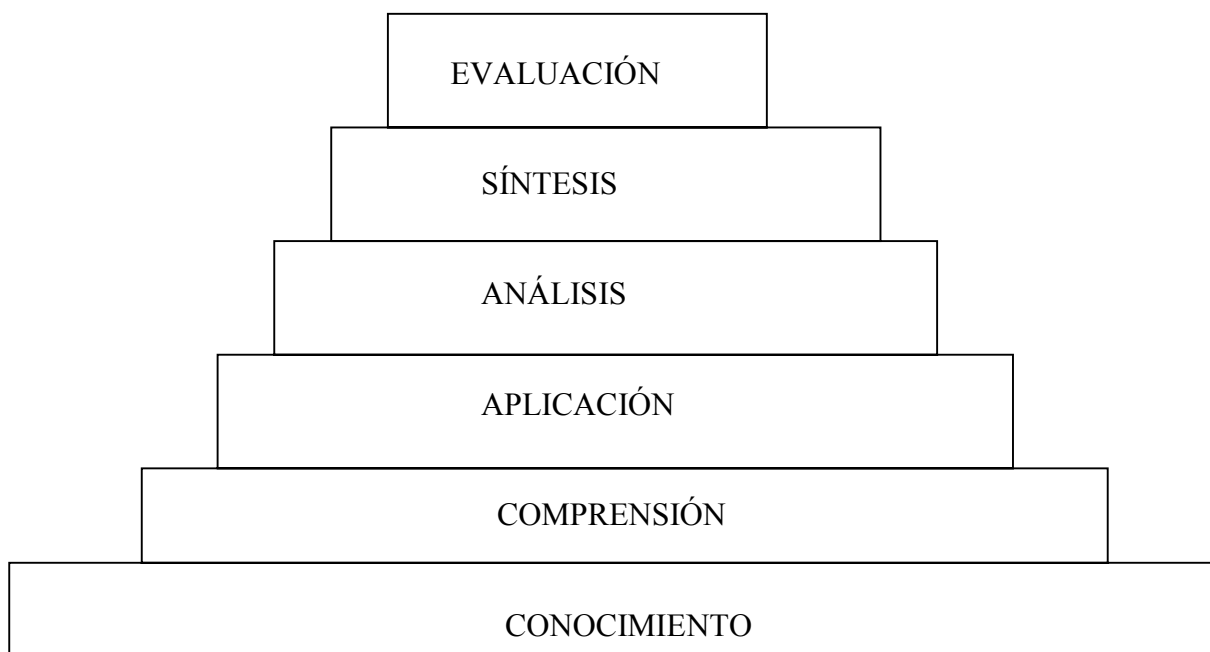 EVALUACIÓN
SÍNTESIS
ANÁLISIS
APLICACIÓN
COMPRENSIÓN
CONOCIMIENTO